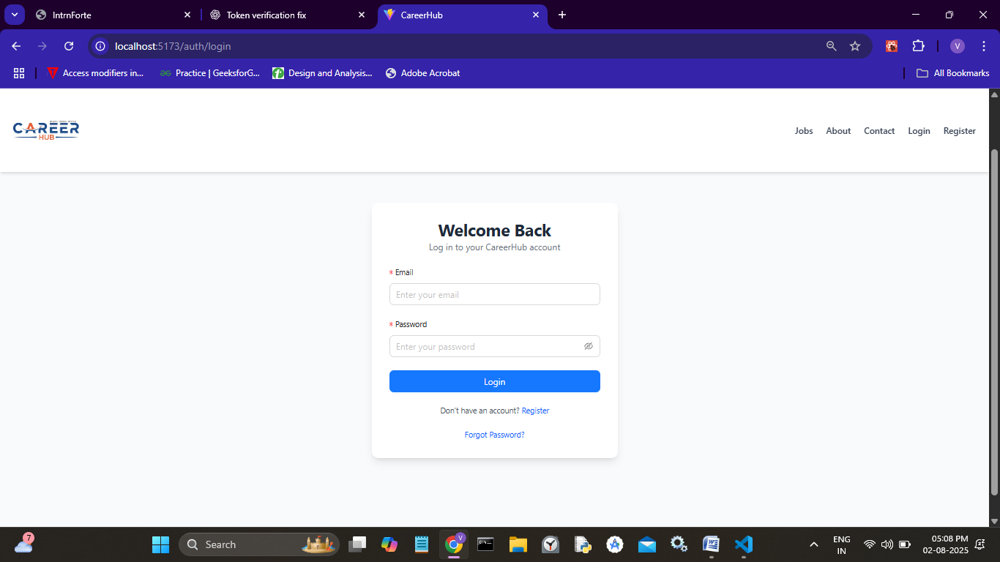 IntrnForte
Token verification fix
CareerHub
localhost:5173/auth/login
V
Access modifiers in...
Practice | GeeksforG...
Design and Analysis...
Adobe Acrobat
All Bookmarks
CAREER
HUB
Jobs About Contact Login Register
Welcome Back
Log in to your CareerHub account
* Email
Enter your email
* Password
Enter your password
Login
Don't have an account? Register
Forgot Password?
7
Search
V
ENG
IN
05:08 PM
02-08-2025